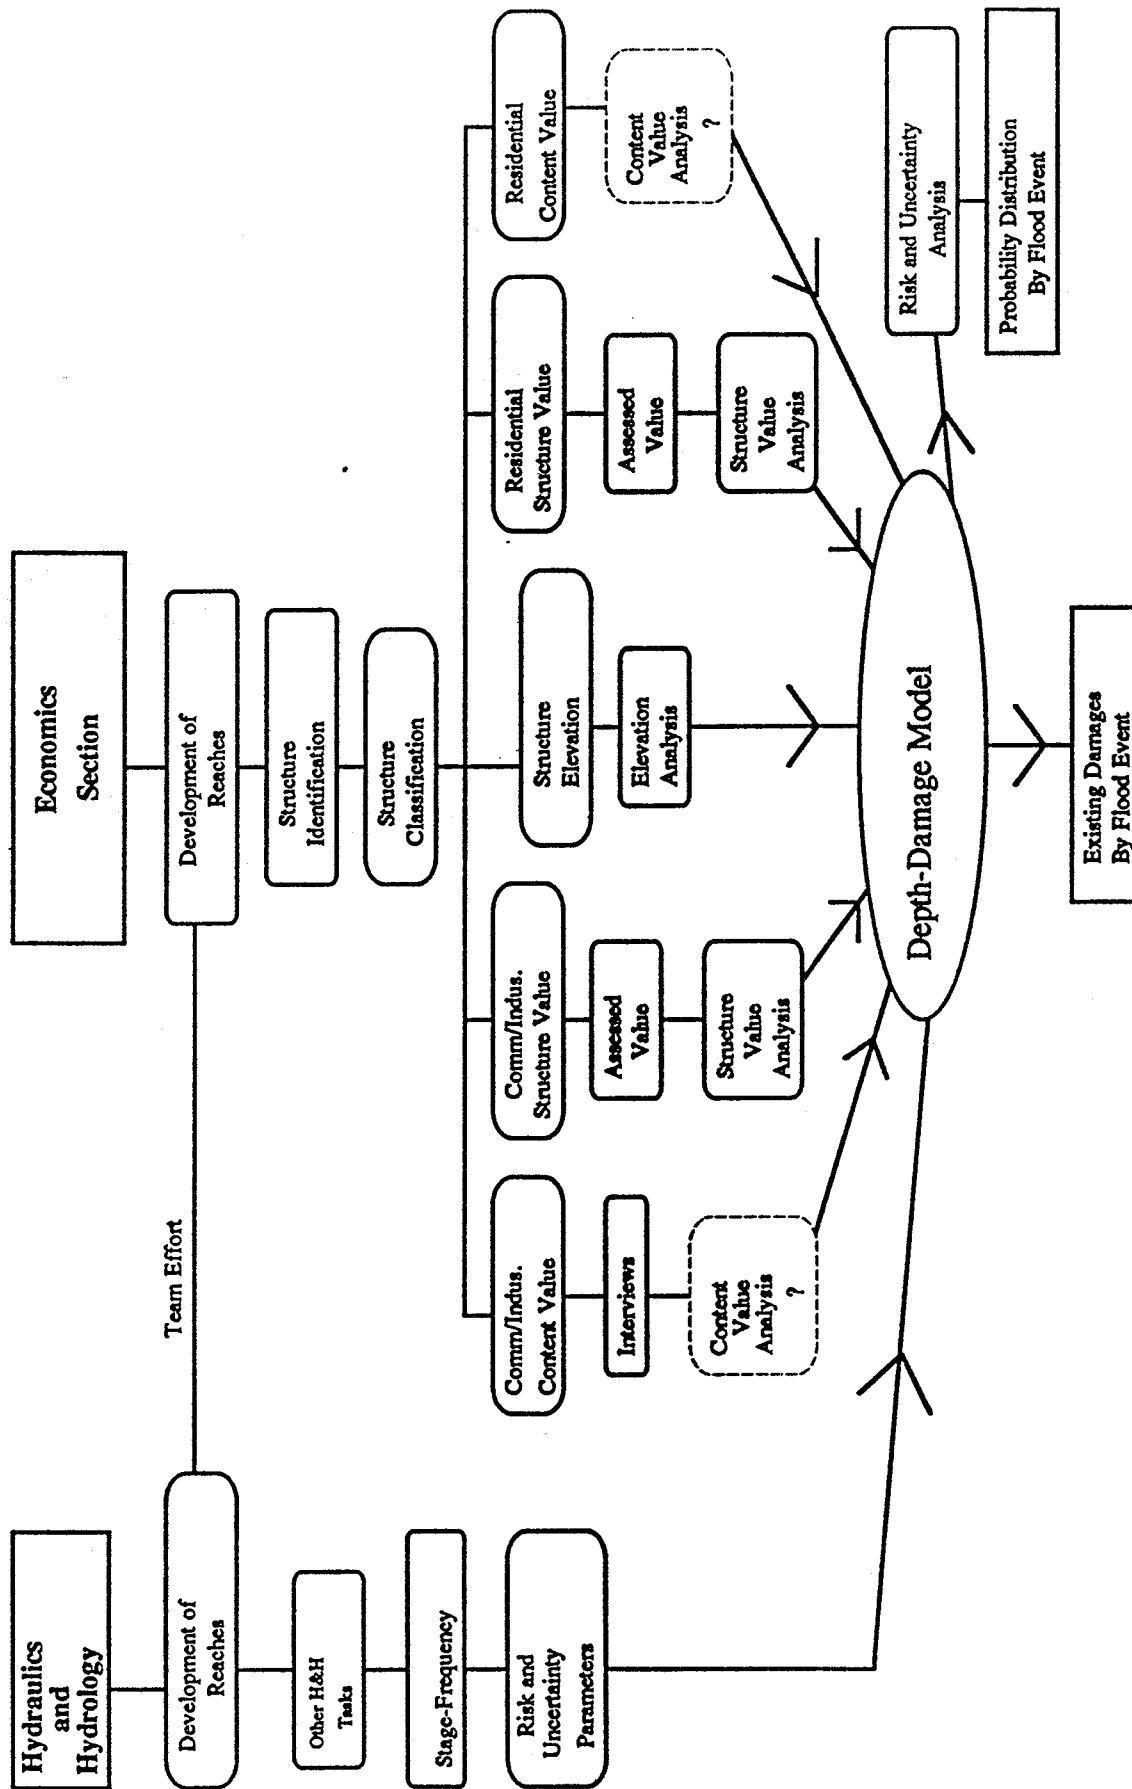 Hydraulics
and
Hydrology
Development of
Reaches
Other H&H
Tasks
Stage-Frequency
Risk and
Uncertainty
Parameters
Team Effort
Economics
Section
Development of
Reaches
Structure
Identification
Structure
Classification
Comm/Indus.
Content Value
Interviews
Content
Value
Analysis
?
Comm/Indus.
Structure Value
Assessed
Value
Structure
Value
Analysis
Structure
Elevation
Elevation
Analysis
Residential
Structure Value
Assessed
Value
Structure
Value
Analysis
Residential
Content Value
Content
Value
Analysis
?
Depth-Damage Model
Existing Damages
By Flood Event
Risk and Uncertainty
Analysis
Probability Distribution
By Flood Event